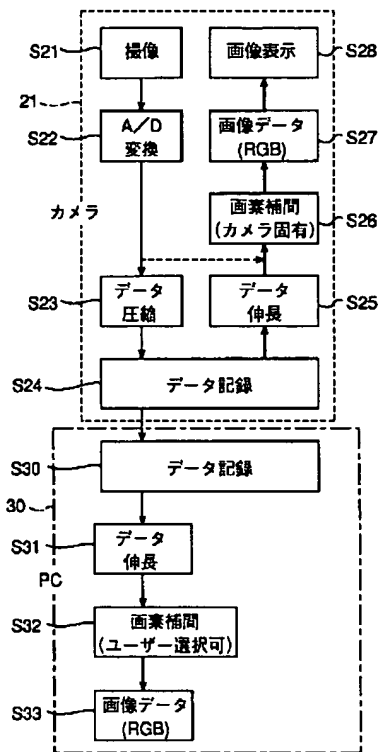 S21
撮像
画像表示
S28
21
S22
A/D
変換
画像データ
(RGB)
S27
カメラ
画素補間
(カメラ固有)
S26
S23
データ
圧縮
データ
伸長
S25
S24
データ記録
S30
データ記録
30
S31
データ
伸長
PC
S32
画素補間
(ユーザー選択可)
S33
画像データ
(RGB)